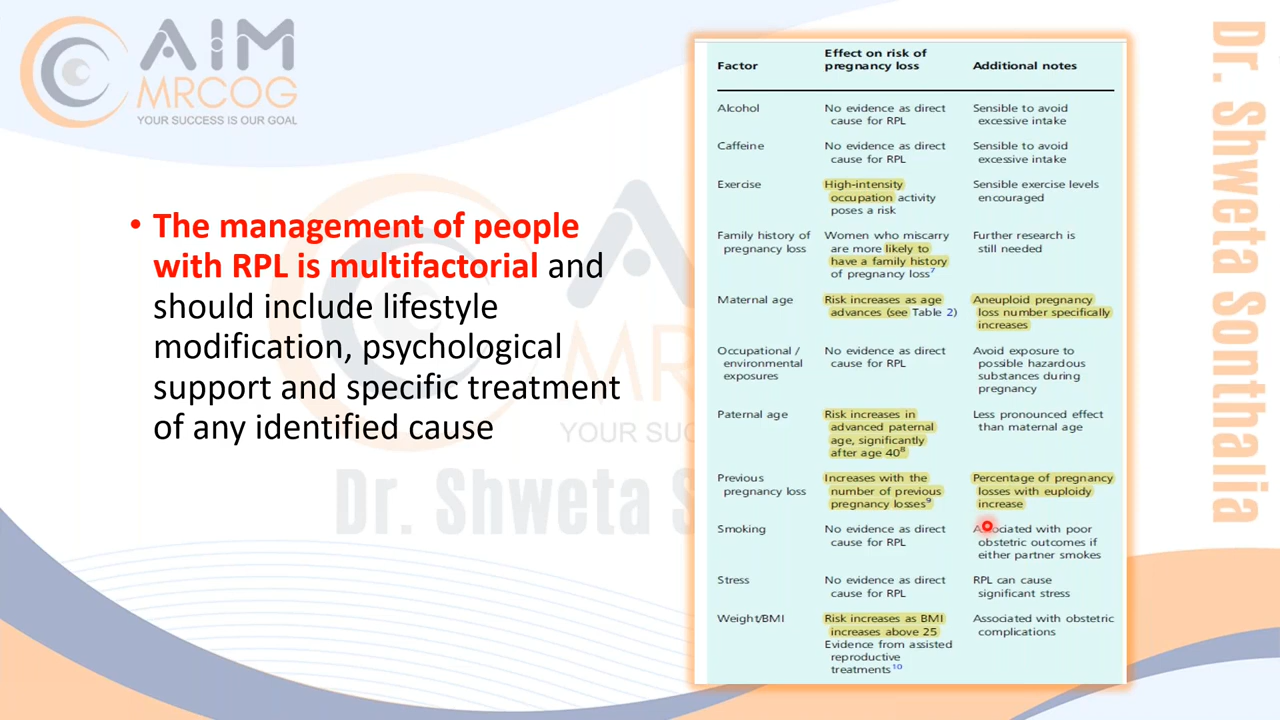 AIM
MRCOG
YOUR SUCCESS IS OUR GOAL
• The management of people
with RPL is multifactorial and
should include lifestyle
modification, psychological
support and specific treatment
of any identified cause
AIM
MRCOG
YOUR SUC
Dr. Shweta S
Factor Effect on risk of pregnancy loss Additional notes
Alcohol No evidence as direct cause for RPL Sensible to avoid excessive intake
Caffeine No evidence as direct cause for RPL Sensible to avoid excessive intake
Exercise High-intensity occupation activity poses a risk Sensible exercise levels encouraged
Family history of pregnancy loss Women who miscarry are more likely to have a family history of pregnancy loss7 Further research is still needed
Maternal age Risk increases as age advances (see Table 2) Aneuploid pregnancy loss number specifically increases
Occupational / environmental exposures No evidence as direct cause for RPL Avoid exposure to possible hazardous substances during pregnancy
Paternal age Risk increases in advanced paternal age, significantly after age 408 Less pronounced effect than maternal age
Previous pregnancy loss Increases with the number of previous pregnancy losses9 Percentage of pregnancy losses with euploidy increase
Smoking No evidence as direct cause for RPL Associated with poor obstetric outcomes if either partner smokes
Stress No evidence as direct cause for RPL RPL can cause significant stress
Weight/BMI Risk increases as BMI increases above 25 Evidence from assisted reproductive treatments10 Associated with obstetric complications
Dr. Shweta Sonthalia